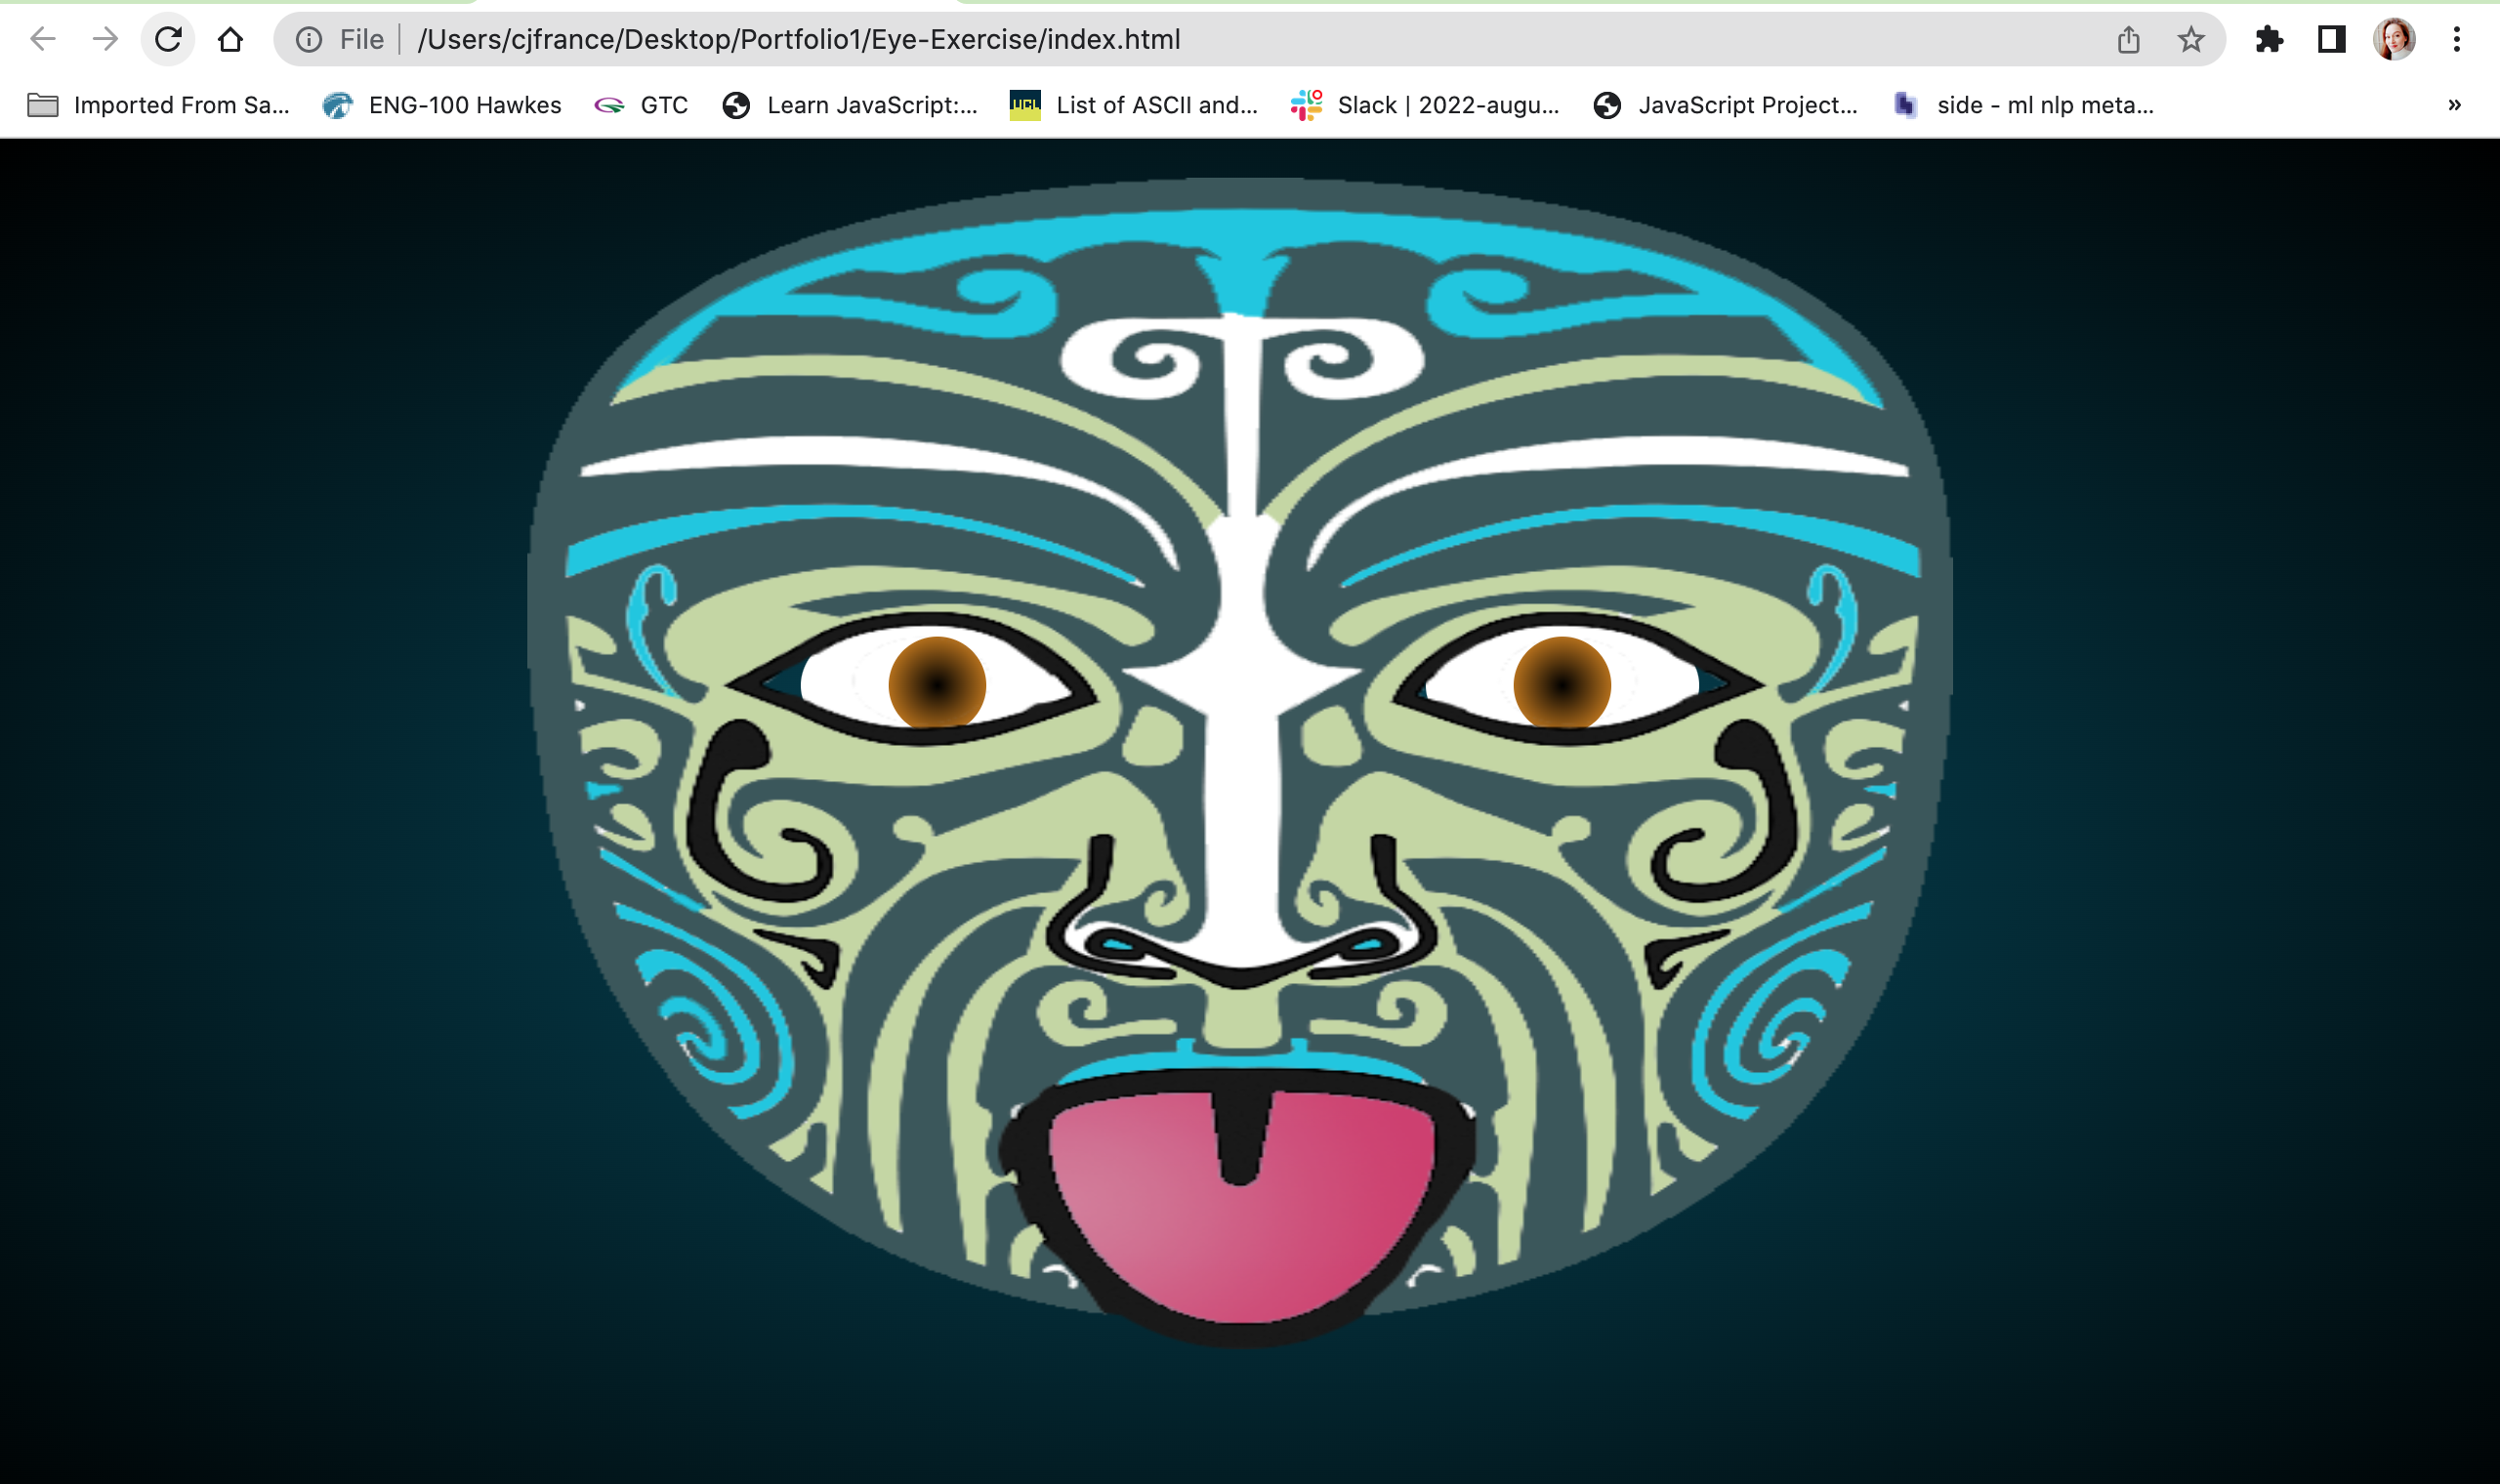 File /Users/cjfrance/Desktop/Portfolio1/Eye-Exercise/index.html
Imported From Sa... ENG-100 Hawkes GTC Learn JavaScript:... UCL List of ASCII and... Slack | 2022-augu... JavaScript Project... side - ml nlp meta... »